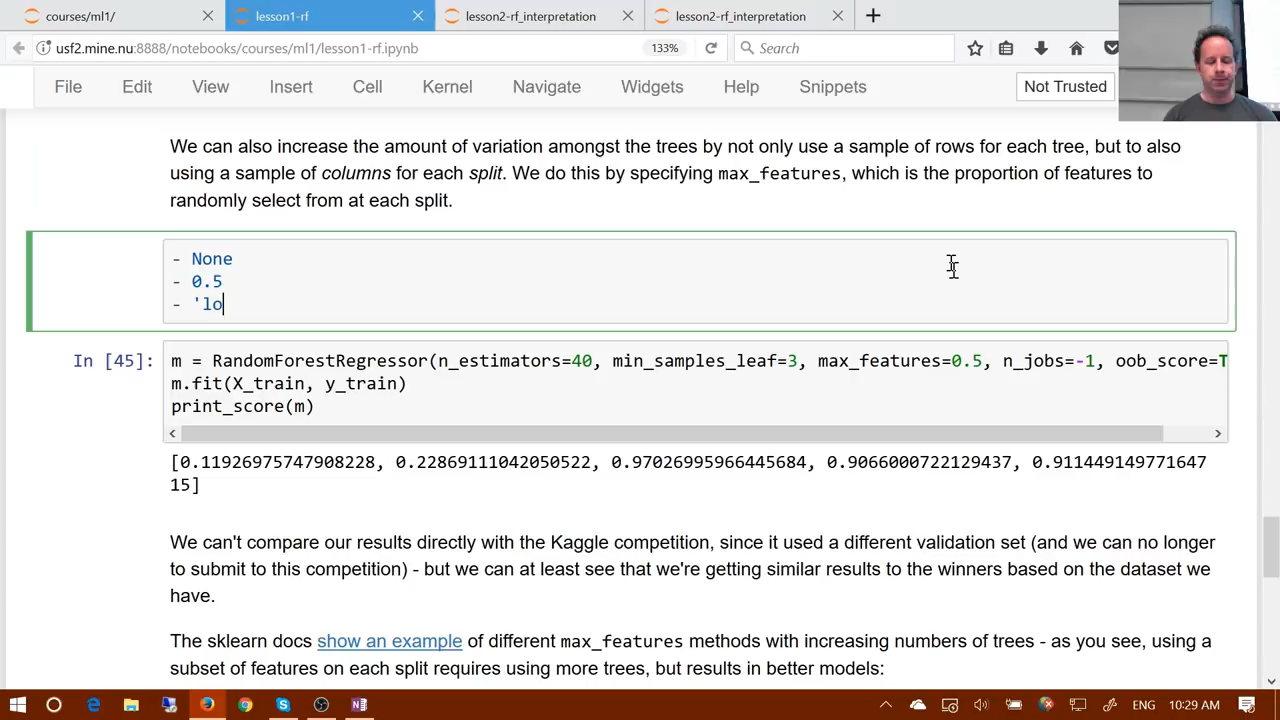 courses/ml1/
lesson1-rf
lesson2-rf_interpretation
lesson2-rf_interpretation
usf2.mine.nu:8888/notebooks/courses/ml1/lesson1-rf.ipynb
133%
Search
File
Edit
View
Insert
Cell
Kernel
Navigate
Widgets
Help
Snippets
Not Trusted
We can also increase the amount of variation amongst the trees by not only use a sample of rows for each tree, but to also
using a sample of columns for each split. We do this by specifying max_features, which is the proportion of features to
randomly select from at each split.
- None
- 0.5
- 'lo
In [45]:
m = RandomForestRegressor(n_estimators=40, min_samples_leaf=3, max_features=0.5, n_jobs=-1, oob_score=T
m.fit(X_train, y_train)
print_score(m)
[0.11926975747908228, 0.22869111042050522, 0.97026995966445684, 0.9066000722129437, 0.911449149771647
15]
We can't compare our results directly with the Kaggle competition, since it used a different validation set (and we can no longer
to submit to this competition) - but we can at least see that we're getting similar results to the winners based on the dataset we
have.
The sklearn docs show an example of different max_features methods with increasing numbers of trees - as you see, using a
subset of features on each split requires using more trees, but results in better models:
ENG
10:29 AM